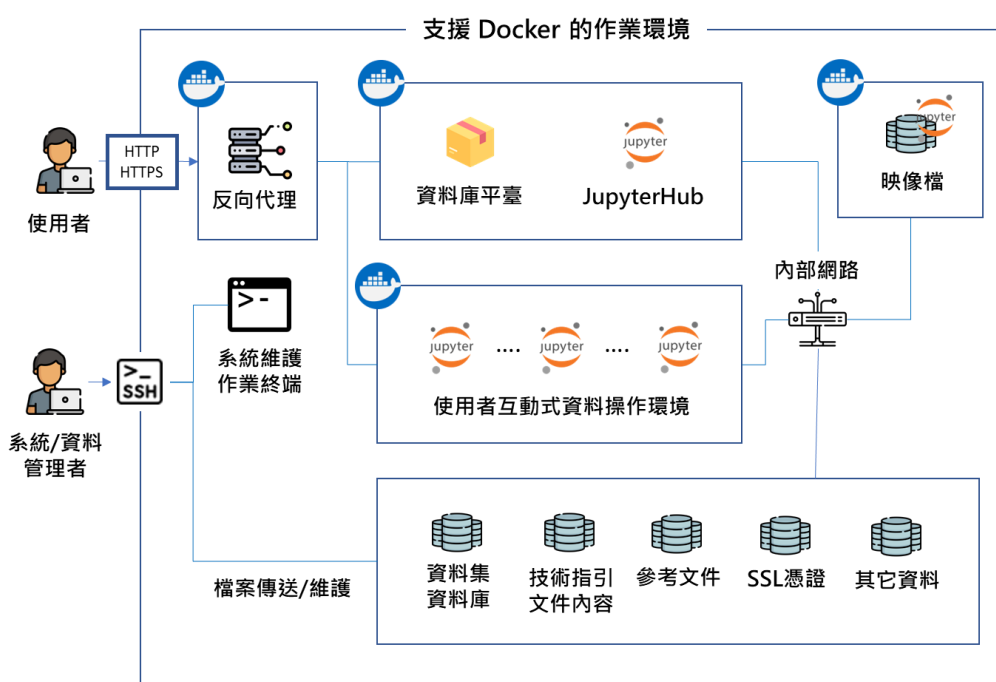 支援 Docker 的作業環境
HTTP
HTTPS
使用者
反向代理
資料庫平臺
jupyter
JupyterHub
jupyter
映像檔
內部網路
>-
系統維護
作業終端
jupyter
....
jupyter
....
jupyter
使用者互動式資料操作環境
>_
SSH
系統/資料
管理者
檔案傳送/維護
資料集
資料庫
技術指引
文件內容
參考文件
SSL憑證
其它資料